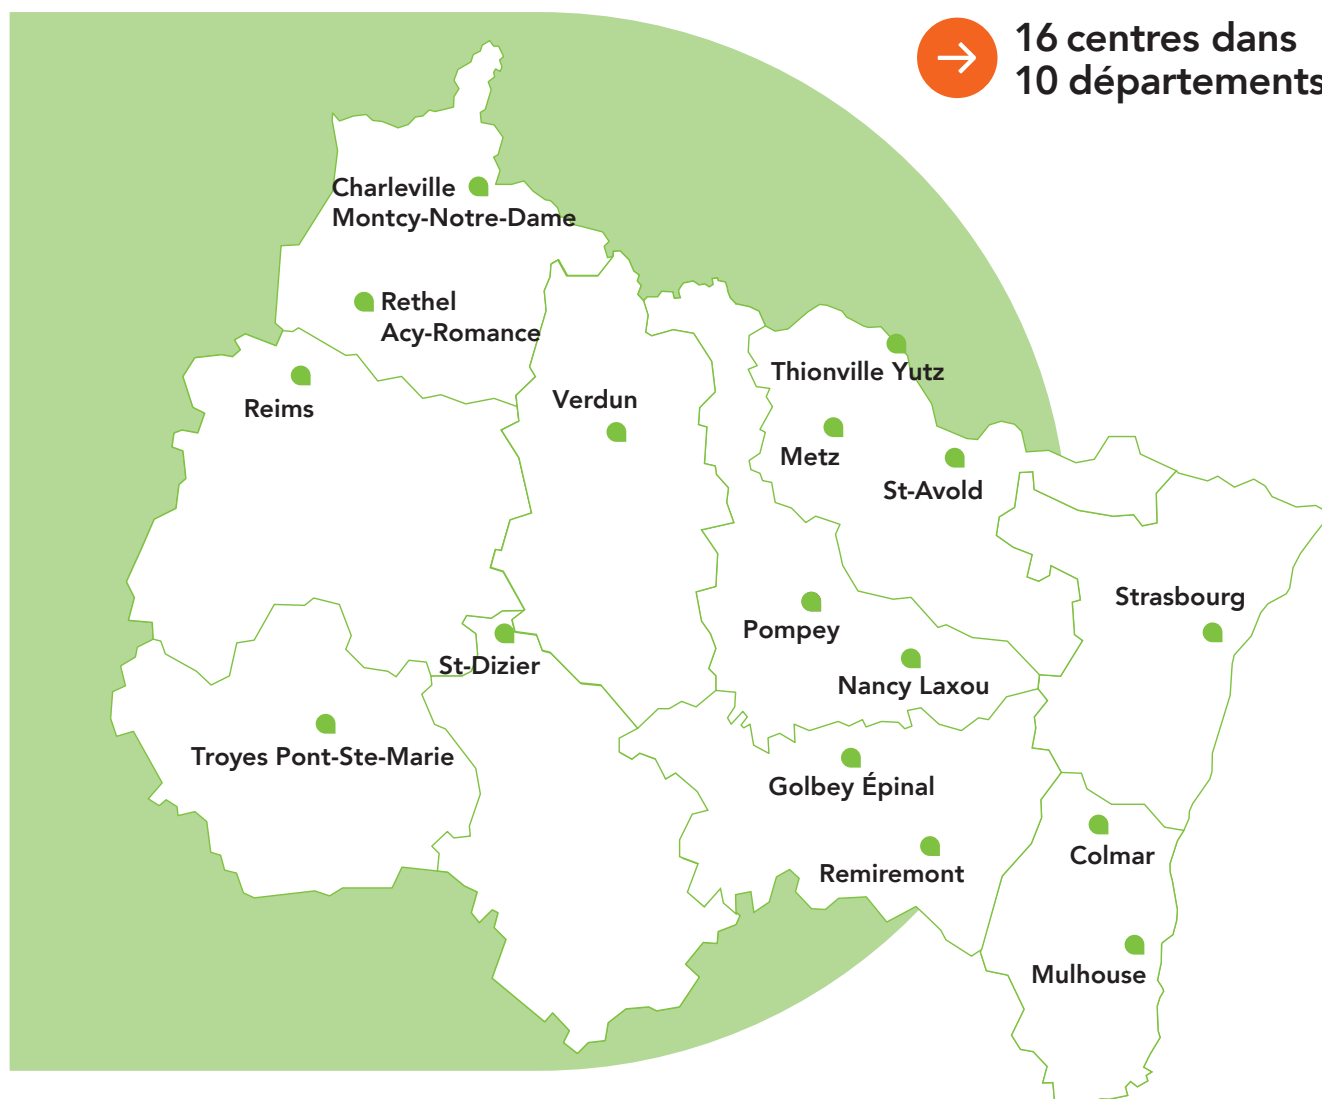 16 centres dans
10 départements
Charleville
Montcy-Notre-Dame
Rethel
Acy-Romance
Reims
Verdun
Thionville Yutz
Metz
St-Avold
Strasbourg
Pompey
Nancy Laxou
St-Dizier
Troyes Pont-Ste-Marie
Golbey Épinal
Remiremont
Colmar
Mulhouse